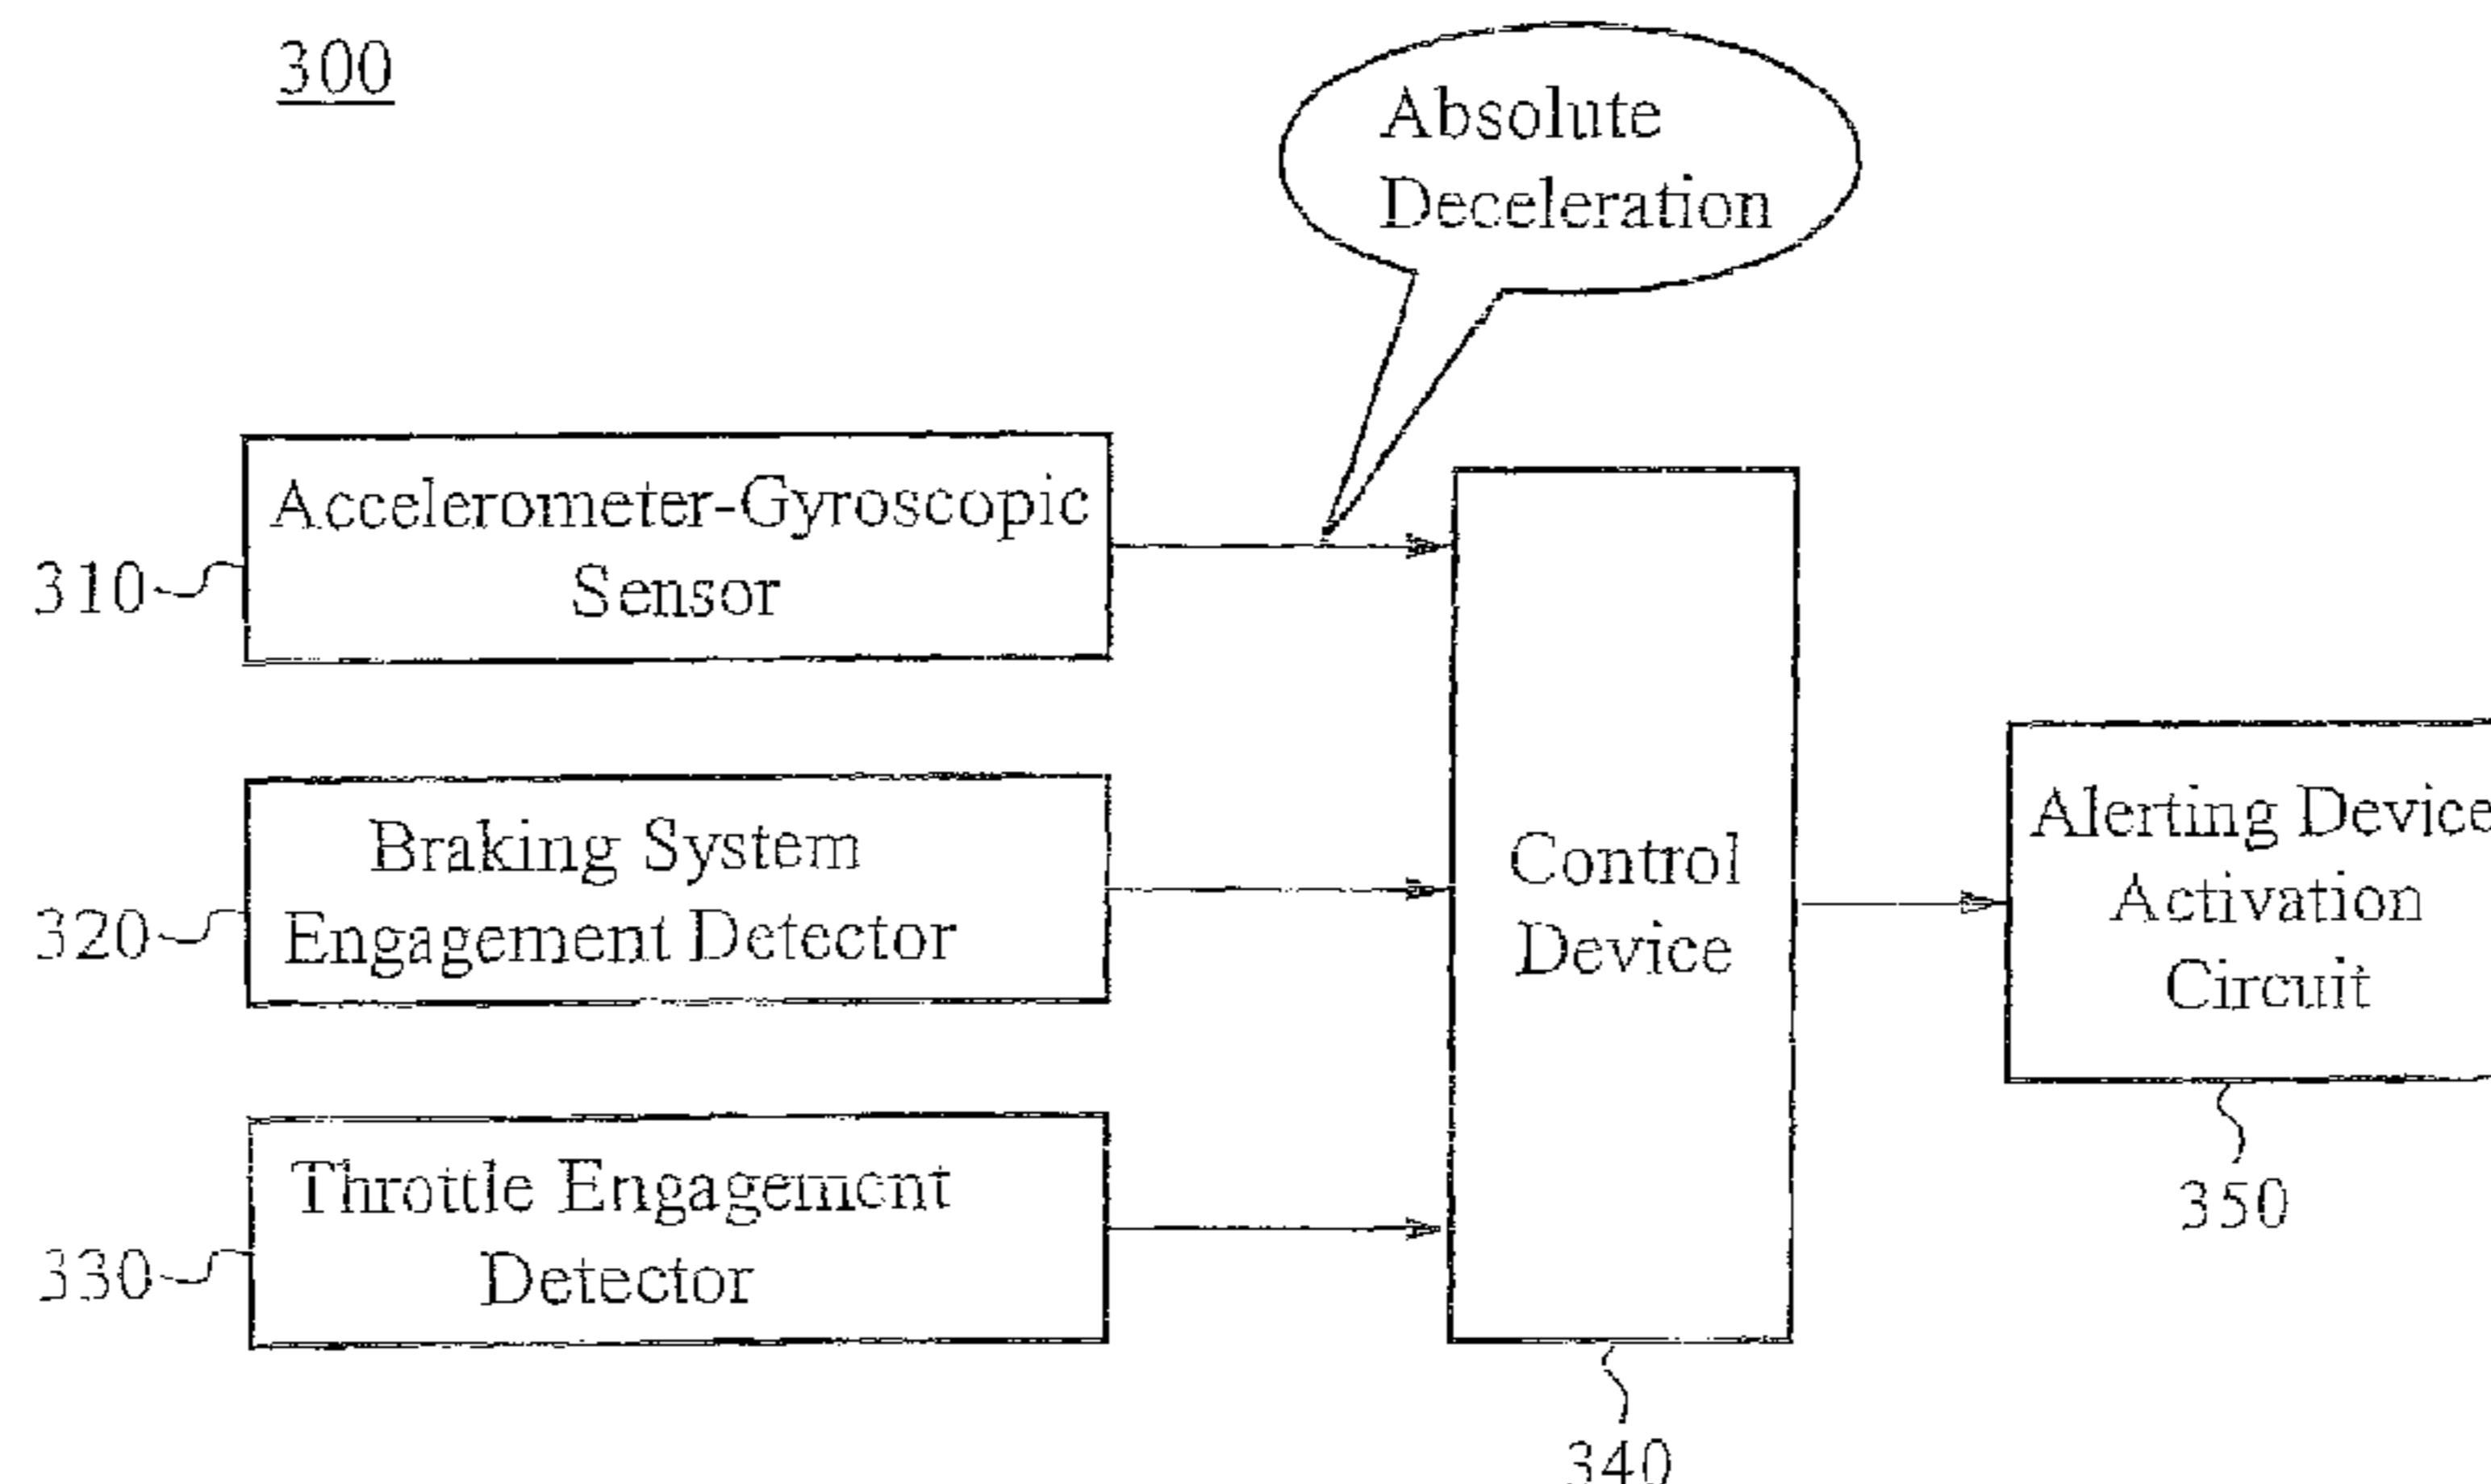 300
Absolute
Deceleration
Accelerometer-Gyroscopic
Sensor
310
Braking System
Engagement Detector
320
Throttle Engagement
Detector
330
Control
Device
340
Alerting Device
Activation
Circuit
350